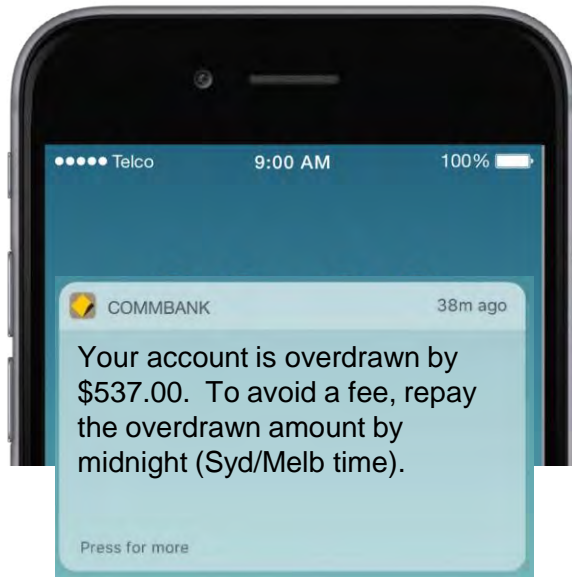 ●●●●● Telco 9:00 AM 100%
COMMBANK 38m ago
Your account is overdrawn by
$537.00. To avoid a fee, repay
the overdrawn amount by
midnight (Syd/Melb time).
Press for more